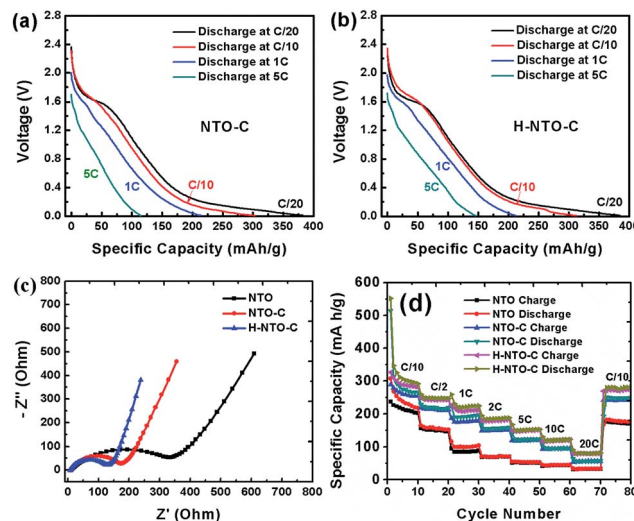 (a)
2.8
2.4
2.0
1.6
1.2
0.8
0.4
0.0
Voltage (V)
Discharge at C/20
Discharge at C/10
Discharge at 1C
Discharge at 5C
NTO-C
5C
1C
C/10
C/20
0 50 100 150 200 250 300 350 400
Specific Capacity (mAh/g)
(b)
2.8
2.4
2.0
1.6
1.2
0.8
0.4
0.0
Voltage (V)
Discharge at C/20
Discharge at C/10
Discharge at 1C
Discharge at 5C
H-NTO-C
5C
1C
C/10
C/20
0 50 100 150 200 250 300 350 400
Specific Capacity (mAh/g)
(c)
800
700
600
500
400
300
200
100
0
- Z'' (Ohm)
NTO
NTO-C
H-NTO-C
0 100 200 300 400 500 600 700 800
Z' (Ohm)
(d)
600
500
400
300
200
100
0
Specific Capacity (mA h/g)
NTO Charge
NTO Discharge
NTO-C Charge
NTO-C Discharge
H-NTO-C Charge
H-NTO-C Discharge
C/10
C/2
1C
2C
5C
10C
20C
C/10
0 10 20 30 40 50 60 70 80
Cycle Number